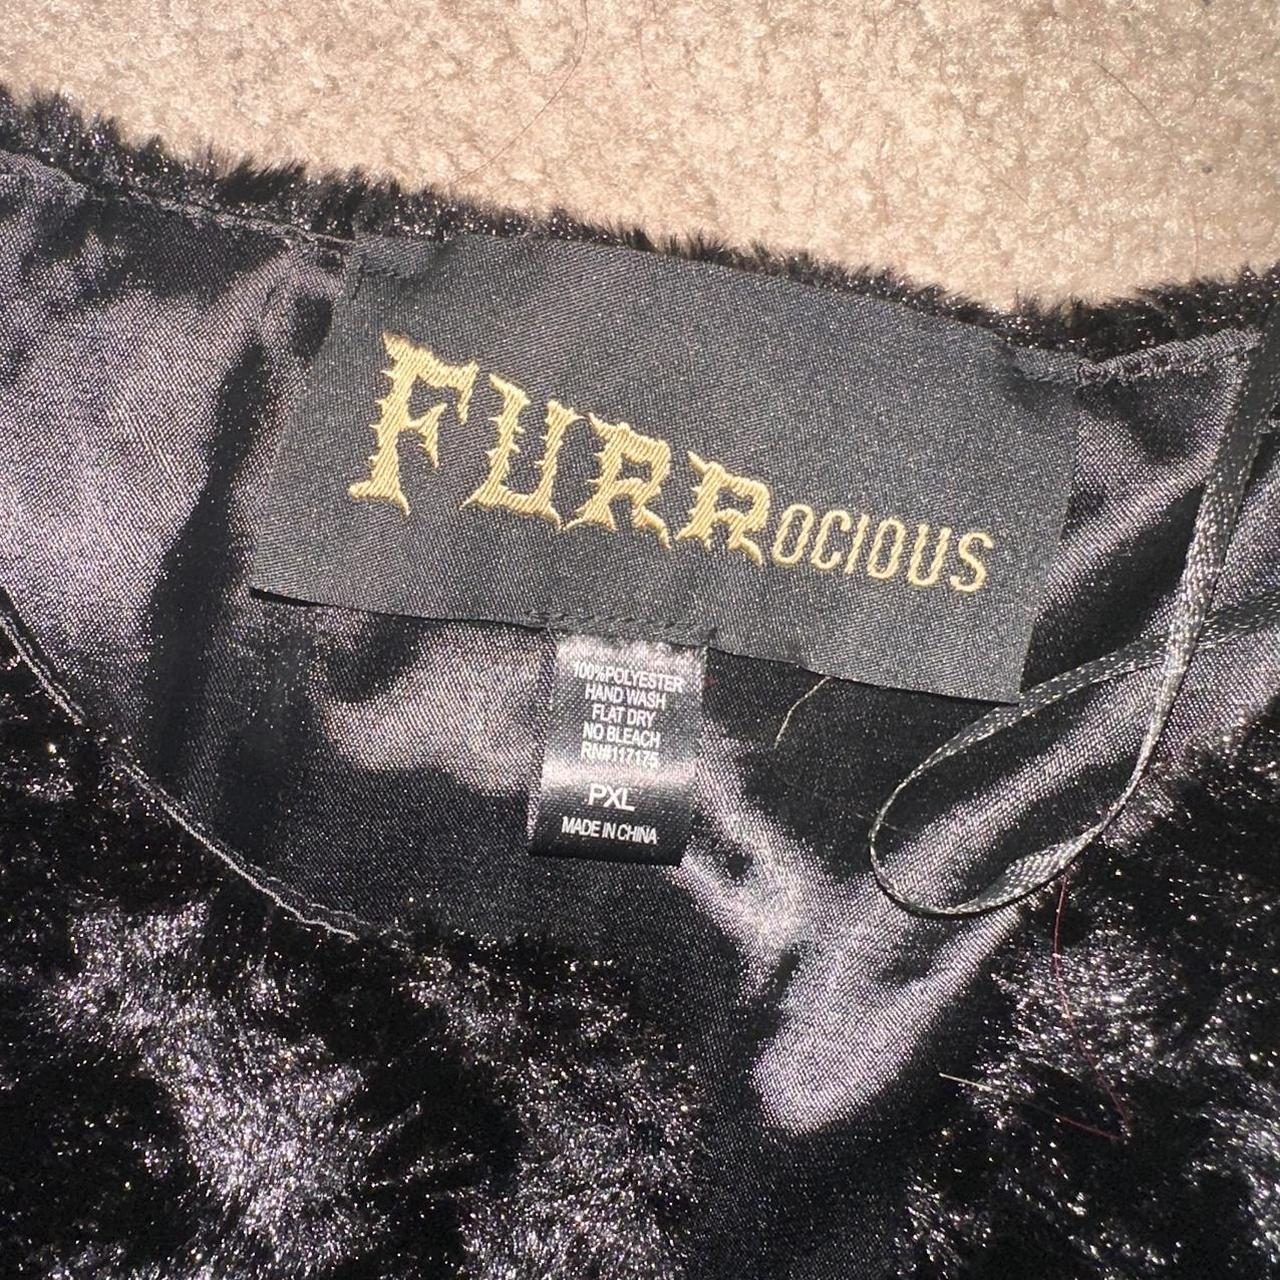 FURROCIOUS
100%POLYESTER
HAND WASH
FLAT DRY
NO BLEACH
RN#117175
PXL
MADE IN CHINA